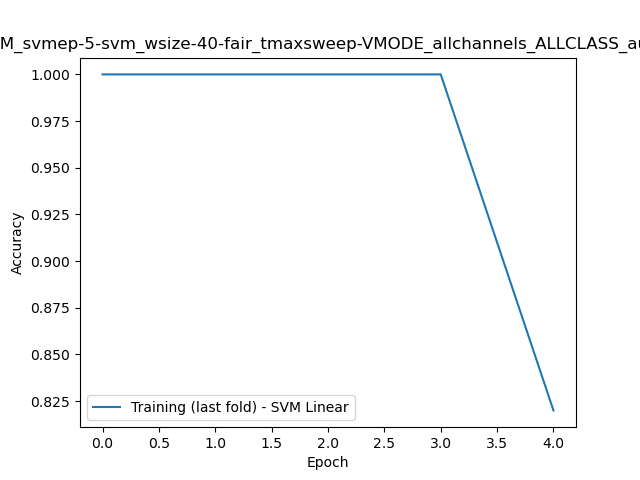 M_svmep-5-svm_wsize-40-fair_tmaxsweep-VMODE_allchannels_ALLCLASS_au
1.000
0.975
0.950
0.925
0.900
0.875
0.850
0.825
Accuracy
Training (last fold) - SVM Linear
0.0 0.5 1.0 1.5 2.0 2.5 3.0 3.5 4.0
Epoch